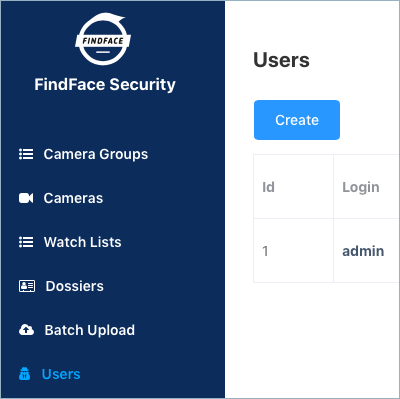 FINDFACE
FindFace Security
Camera Groups
Cameras
Watch Lists
Dossiers
Batch Upload
Users
Users
Create
Id Login
1 admin